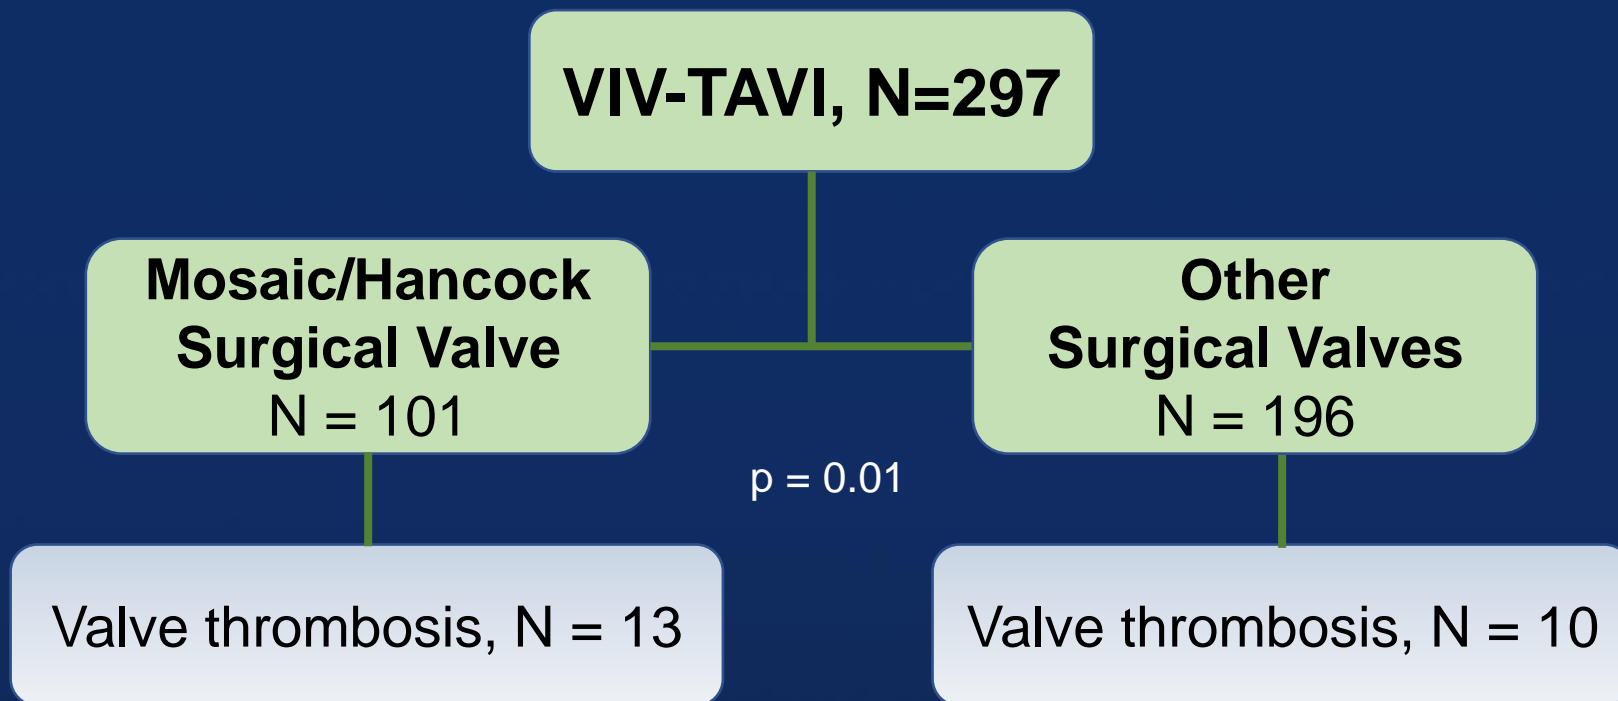 VIV-TAVI, N=297
Mosaic/Hancock
Surgical Valve
N = 101
Other
Surgical Valves
N = 196
p = 0.01
Valve thrombosis, N = 13
Valve thrombosis, N = 10